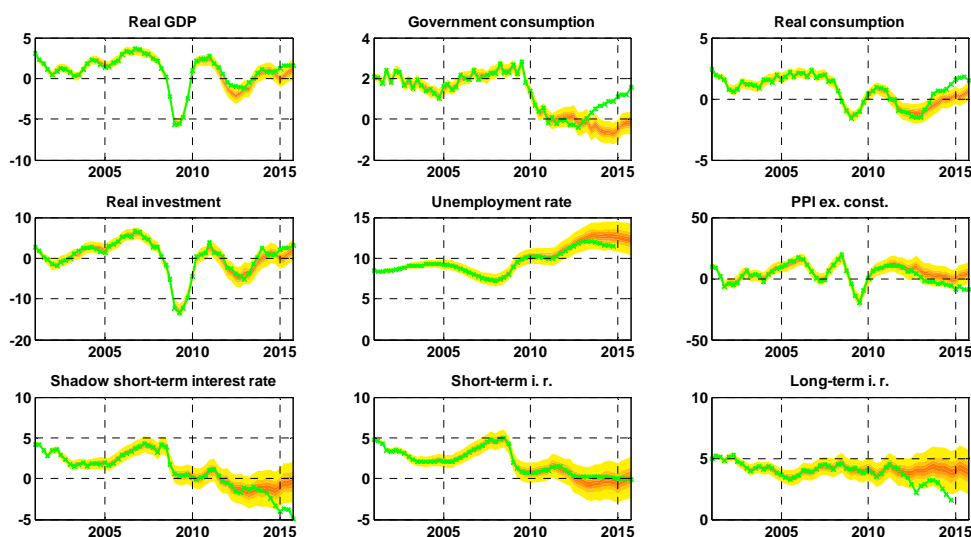 Real GDP
5
0
-5
-10
2005 2010 2015
Government consumption
4
2
0
2
2005 2010 2015
Real consumption
5
0
-5
2005 2010 2015
Real investment
10
0
-10
-20
2005 2010 2015
Unemployment rate
15
10
5
0
2005 2010 2015
PPI ex. const.
50
0
-50
2005 2010 2015
Shadow short-term interest rate
10
5
0
-5
2005 2010 2015
Short-term i. r.
10
5
0
-5
2005 2010 2015
Long-term i. r.
10
5
0
2005 2010 2015